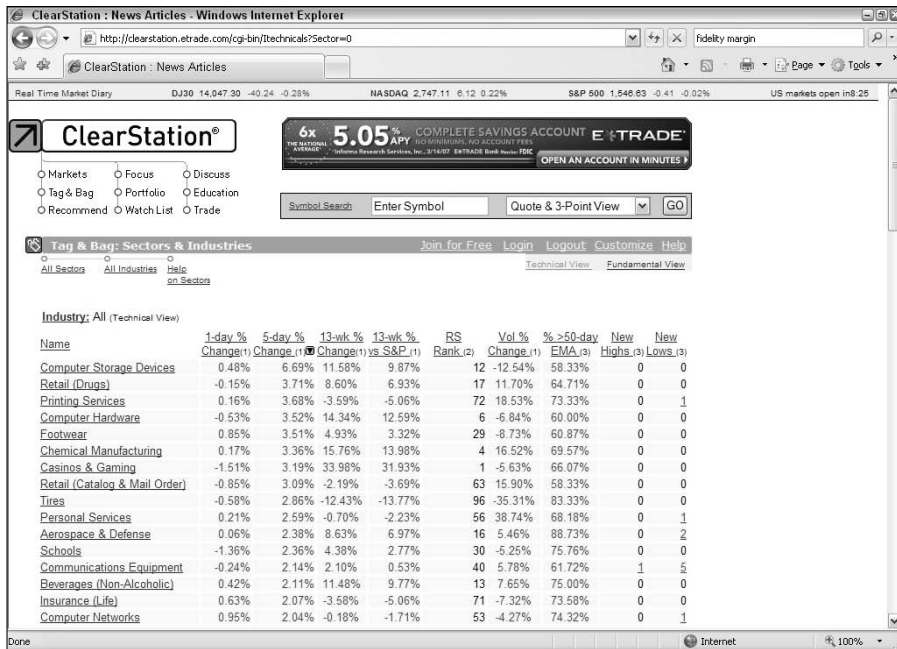 ClearStation : News Articles - Windows Internet Explorer
http://clearstation.etrade.com/cgi-bin/Itechnicals?Sector=0
fidelity margin
ClearStation : News Articles
Page Tools
Real Time Market Diary DJ30 14,047.30 -40.24 -0.28% NASDAQ 2,747.11 6.12 0.22% S&P 500 1,546.63 -0.41 -0.02% US markets open in8:25
ClearStation®
6x THE NATIONAL AVERAGE* 5.05% APY COMPLETE SAVINGS ACCOUNT E*TRADE
NO MINIMUMS, NO ACCOUNT FEES
*Informa Research Services, Inc., 3/14/07 E*TRADE Bank Member FDIC
OPEN AN ACCOUNT IN MINUTES
Markets Focus Discuss
Tag & Bag Portfolio Education
Recommend Watch List Trade
Symbol Search Enter Symbol Quote & 3-Point View GO
Tag & Bag: Sectors & Industries Join for Free Login Logout Customize Help
All Sectors All Industries Help on Sectors Technical View Fundamental View
Industry: All (Technical View)
Name 1-day % Change(1) 5-day % Change (1) 13-wk % Change(1) 13-wk % vs S&P (1) RS Rank (2) Vol % Change (1) % >50-day EMA (3) New Highs (3) New Lows (3)
Computer Storage Devices 0.48% 6.69% 11.58% 9.87% 12 -12.54% 58.33% 0 0
Retail (Drugs) -0.15% 3.71% 8.60% 6.93% 17 11.70% 64.71% 0 0
Printing Services 0.16% 3.68% -3.59% -5.06% 72 18.53% 73.33% 0 1
Computer Hardware -0.53% 3.52% 14.34% 12.59% 6 -6.84% 60.00% 0 0
Footwear 0.85% 3.51% 4.93% 3.32% 29 -8.73% 60.87% 0 0
Chemical Manufacturing 0.17% 3.36% 15.76% 13.98% 4 16.52% 69.57% 0 0
Casinos & Gaming -1.51% 3.19% 33.98% 31.93% 1 -5.63% 66.07% 0 0
Retail (Catalog & Mail Order) -0.85% 3.09% -2.19% -3.69% 63 15.90% 58.33% 0 0
Tires -0.58% 2.86% -12.43% -13.77% 96 -35.31% 83.33% 0 0
Personal Services 0.21% 2.59% -0.70% -2.23% 56 38.74% 68.18% 0 1
Aerospace & Defense 0.06% 2.38% 8.63% 6.97% 16 5.46% 88.73% 0 2
Schools -1.36% 2.36% 4.38% 2.77% 30 -5.25% 75.76% 0 0
Communications Equipment -0.24% 2.14% 2.10% 0.53% 40 5.78% 61.72% 1 5
Beverages (Non-Alcoholic) 0.42% 2.11% 11.48% 9.77% 13 7.65% 75.00% 0 0
Insurance (Life) 0.63% 2.07% -3.58% -5.06% 71 -7.32% 73.58% 0 0
Computer Networks 0.95% 2.04% -0.18% -1.71% 53 -4.27% 74.32% 0 1
Done Internet 100%